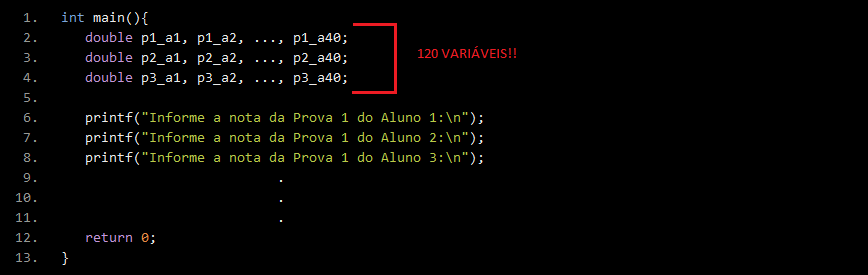 1. int main(){
2. double p1_a1, p1_a2, ..., p1_a40;
3. double p2_a1, p2_a2, ..., p2_a40;
120 VARIÁVEIS!!
4. double p3_a1, p3_a2, ..., p3_a40;
5.
6. printf("Informe a nota da Prova 1 do Aluno 1:\n");
7. printf("Informe a nota da Prova 1 do Aluno 2:\n");
8. printf("Informe a nota da Prova 1 do Aluno 3:\n");
9. .
10. .
11. .
12. return 0;
13. }